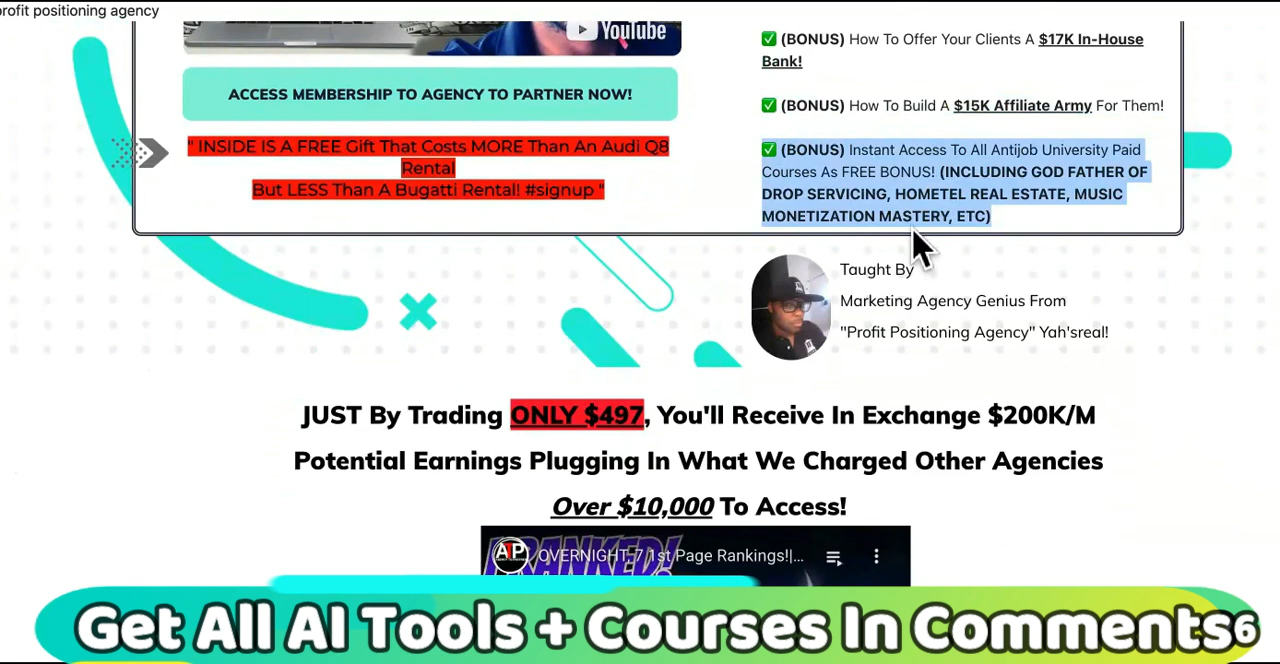 profit positioning agency
YouTube
ACCESS MEMBERSHIP TO AGENCY TO PARTNER NOW!
" INSIDE IS A FREE Gift That Costs MORE Than An Audi Q8
Rental
But LESS Than A Bugatti Rental! #signup "
✅ (BONUS) How To Offer Your Clients A $17K In-House
Bank!
✅ (BONUS) How To Build A $15K Affiliate Army For Them!
✅ (BONUS) Instant Access To All Antijob University Paid
Courses As FREE BONUS! (INCLUDING GOD FATHER OF
DROP SERVICING, HOMETEL REAL ESTATE, MUSIC
MONETIZATION MASTERY, ETC)
Taught By
Marketing Agency Genius From
"Profit Positioning Agency" Yah'sreal!
JUST By Trading ONLY $497, You'll Receive In Exchange $200K/M
Potential Earnings Plugging In What We Charged Other Agencies
Over $10,000 To Access!
ATP
OVERNIGHT, 7 1st Page Rankings!|...
RANKED!
Get All AI Tools + Courses In Comments6